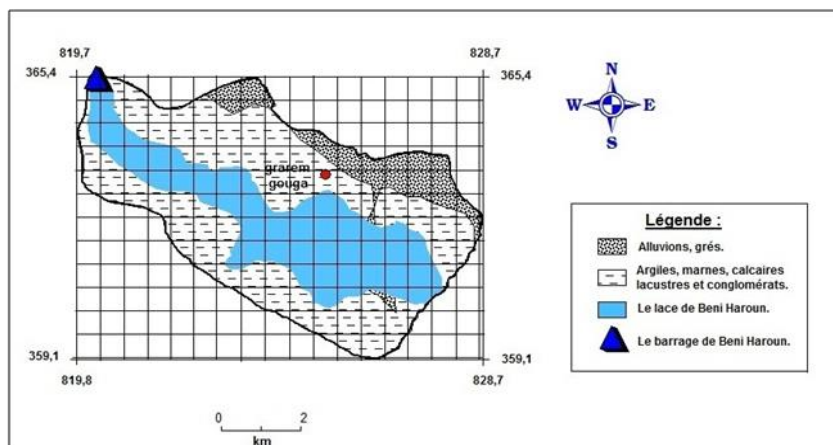 819,7
828,7
365,4
365,4
N
W
E
S
grarem
gouga
Légende :
Alluvions, grés.
Argiles, marnes, calcaires
lacustres et conglomérats.
Le lace de Beni Haroun.
Le barrage de Beni Haroun.
359,1
359,1
819,8
828,7
0
2
km